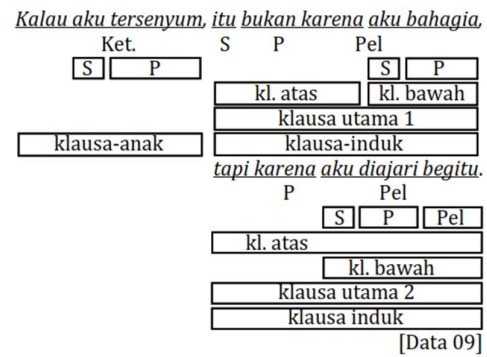 Kalau aku tersenyum, itu bukan karena aku bahagia,
Ket. S P Pel
S P S P
kl. atas kl. bawah
klausa utama 1
klausa-anak klausa-induk
tapi karena aku diajari begitu.
P Pel
S P Pel
kl. atas
kl. bawah
klausa utama 2
klausa induk
[Data 09]